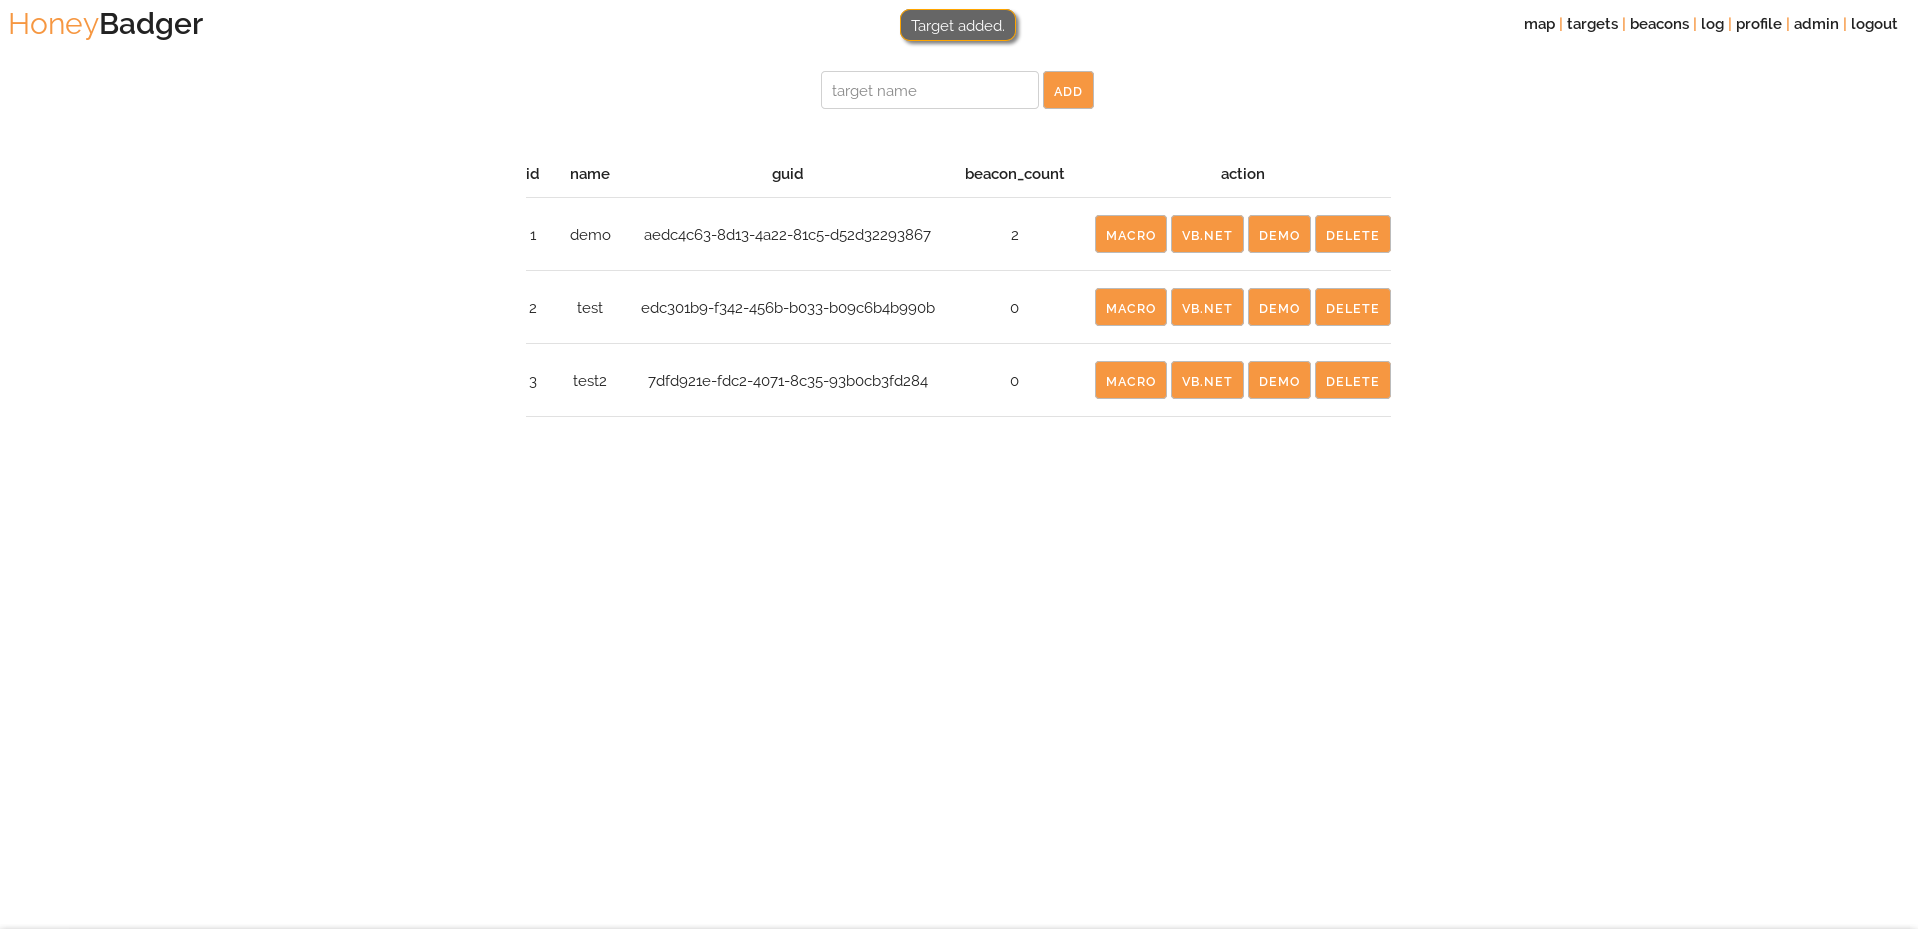 HoneyBadger
Target added.
map | targets | beacons | log | profile | admin | logout
target name ADD
id name guid beacon_count action
1 demo aedc4c63-8d13-4a22-81c5-d52d32293867 2 MACRO VB.NET DEMO DELETE
2 test edc301b9-f342-456b-b033-b09c6b4b990b 0 MACRO VB.NET DEMO DELETE
3 test2 7dfd921e-fdc2-4071-8c35-93b0cb3fd284 0 MACRO VB.NET DEMO DELETE